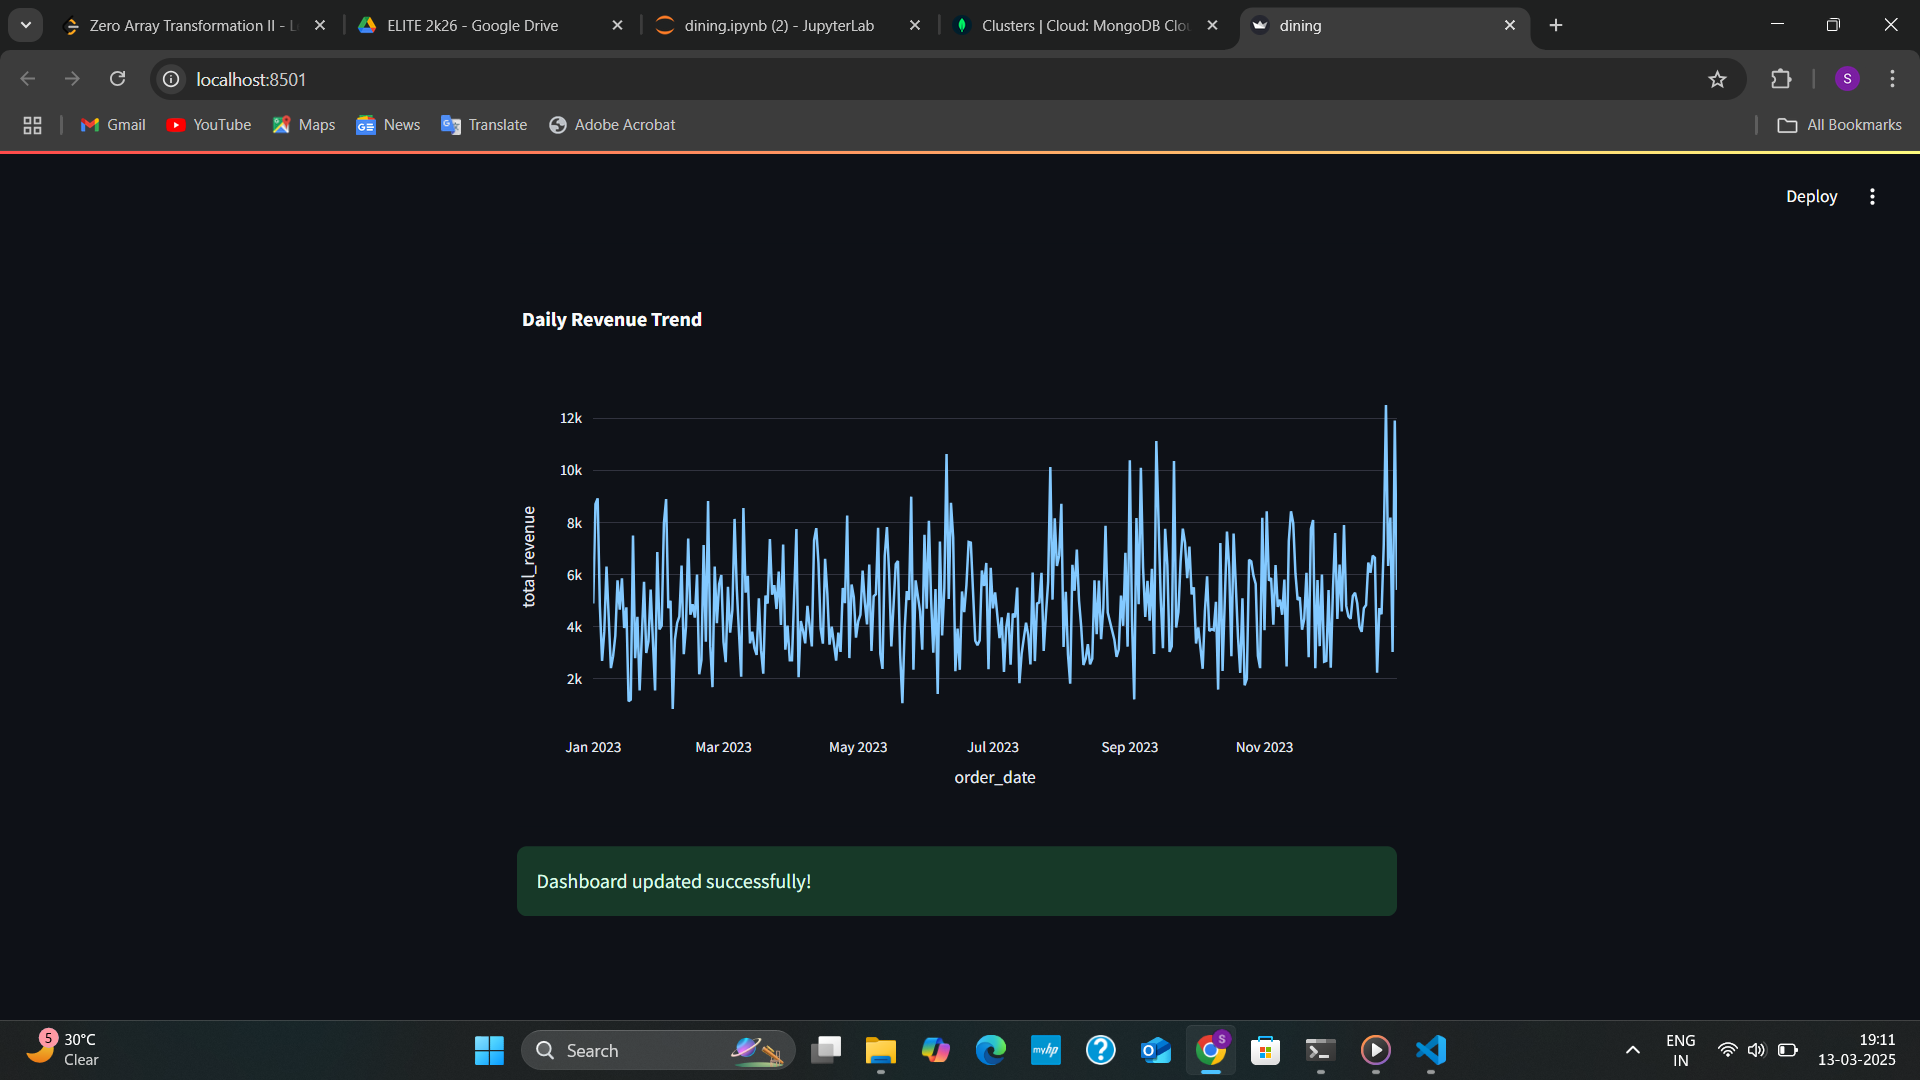 Zero Array Transformation II - L
ELITE 2k26 - Google Drive
dining.ipynb (2) - JupyterLab
Clusters | Cloud: MongoDB Clo
dining
localhost:8501
S
Gmail
YouTube
Maps
News
Translate
Adobe Acrobat
All Bookmarks
Deploy
Daily Revenue Trend
12k
10k
8k
6k
4k
2k
total_revenue
Jan 2023
Mar 2023
May 2023
Jul 2023
Sep 2023
Nov 2023
order_date
Dashboard updated successfully!
5
30°C
Clear
Search
myhp
S
ENG
IN
19:11
13-03-2025